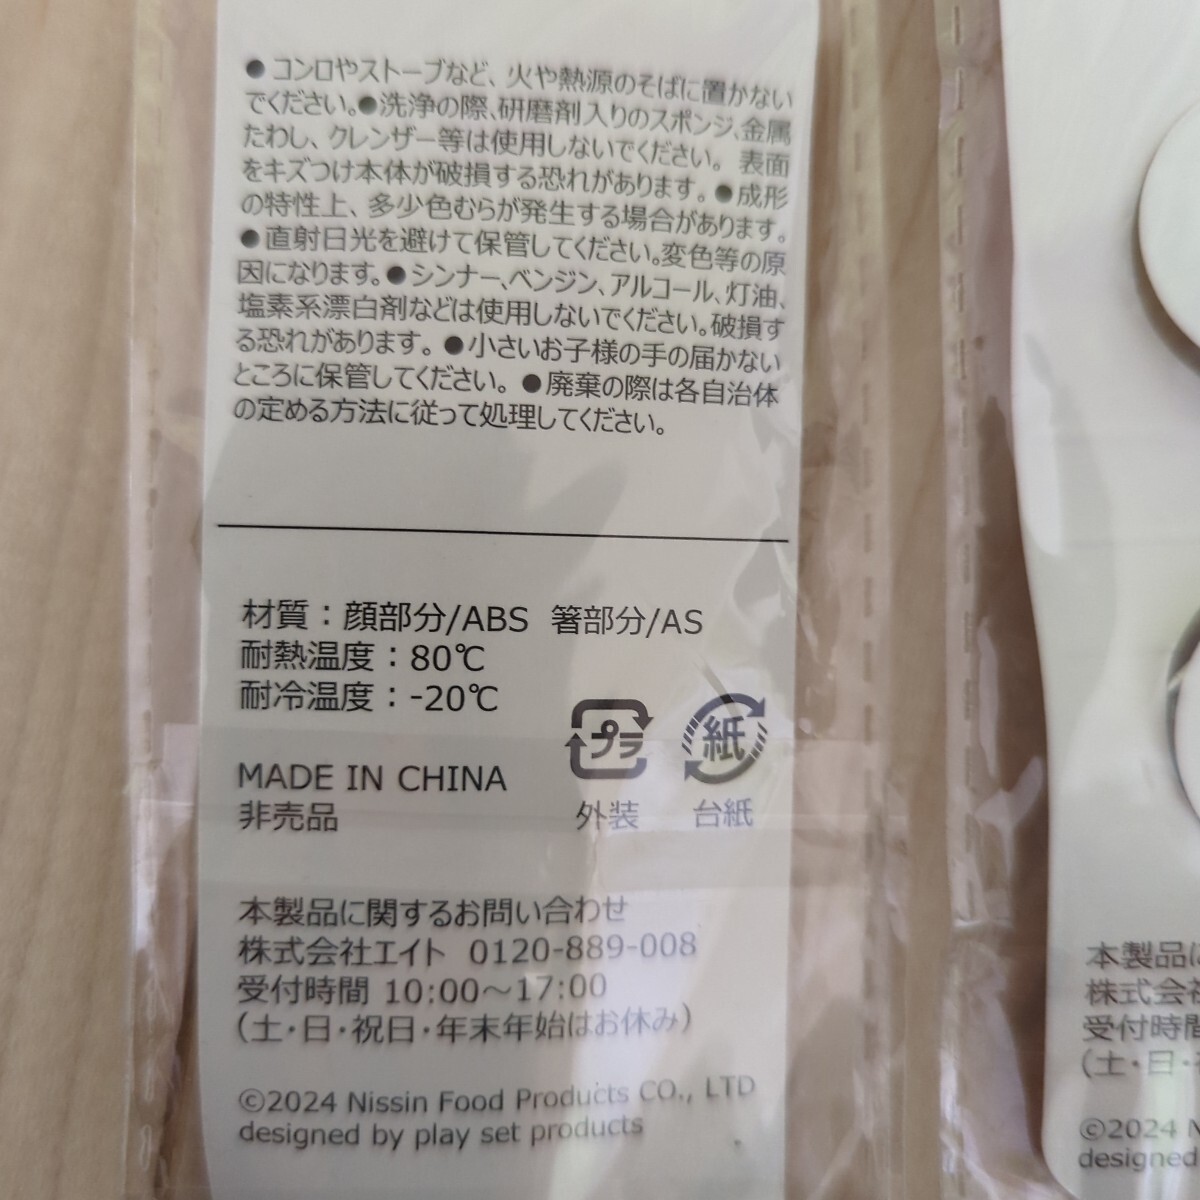 ●コンロやストーブなど、火や熱源のそばに置かない
でください。●洗浄の際、研磨剤入りのスポンジ、金属
たわし、クレンザー等は使用しないでください。表面
をキズつけ本体が破損する恐れがあります。●成形
の特性上、多少色むらが発生する場合があります。
●直射日光を避けて保管してください。変色等の原
因になります。●シンナー、ベンジン、アルコール、灯油、
塩素系漂白剤などは使用しないでください。破損す
る恐れがあります。●小さいお子様の手の届かない
ところに保管してください。●廃棄の際は各自治体
の定める方法に従って処理してください。
材質：顔部分/ABS 箸部分/AS
耐熱温度：80℃
耐冷温度：-20℃
プラ 紙
外装 台紙
MADE IN CHINA
非売品
本製品に関するお問い合わせ
株式会社エイト 0120-889-008
受付時間 10:00～17:00
（土・日・祝日・年末年始はお休み）
©2024 Nissin Food Products CO., LTD
designed by play set products
本製品に
株式会社
受付時間
（土・日・
©2024 N
designed